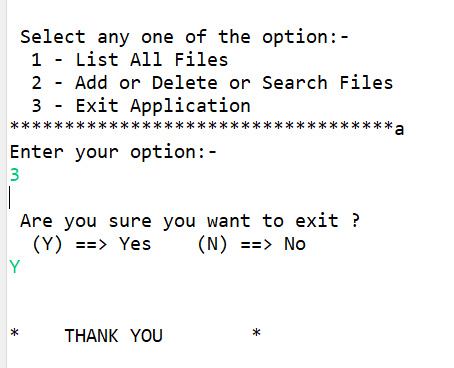 Select any one of the option:-
1 - List All Files
2 - Add or Delete or Search Files
3 - Exit Application
***********************************a
Enter your option:-
3
Are you sure you want to exit ?
(Y) ==> Yes    (N) ==> No
Y
*    THANK YOU        *